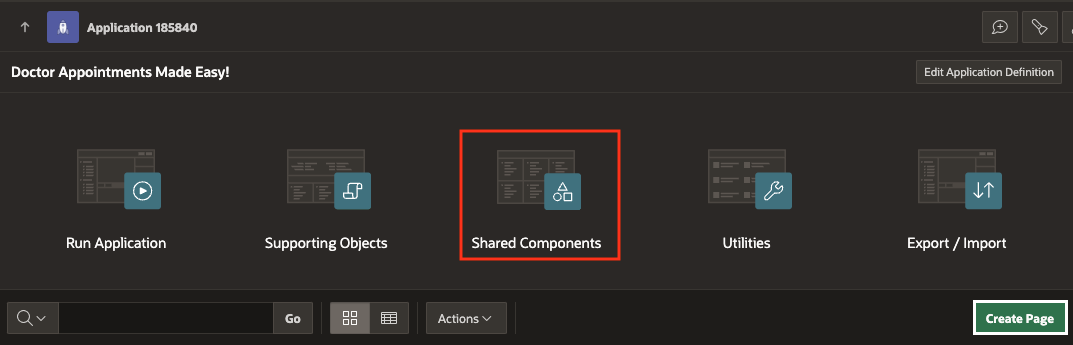 Application 185840
Doctor Appointments Made Easy!
Edit Application Definition
Run Application
Supporting Objects
Shared Components
Utilities
Export / Import
Go
Actions
Create Page